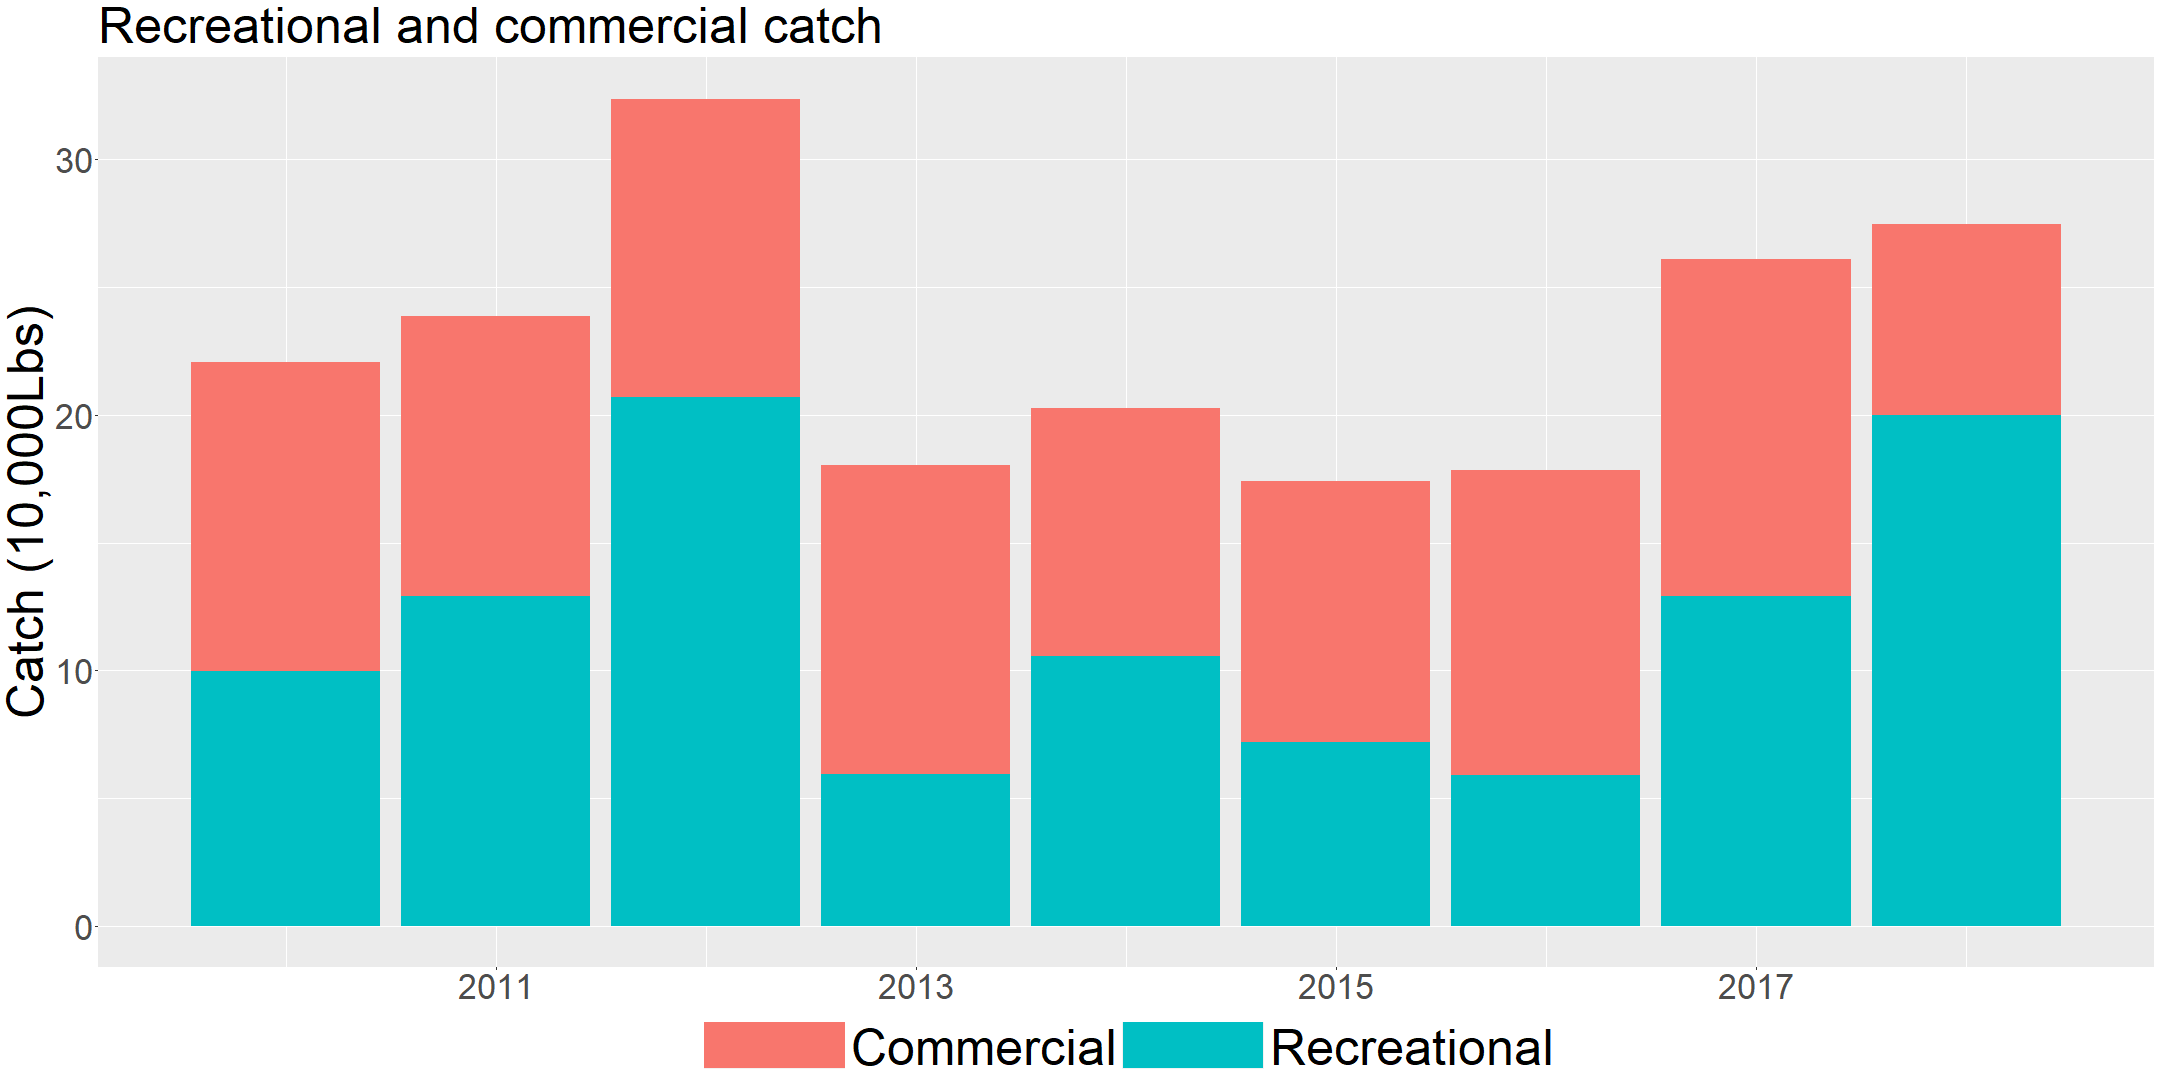 Recreational and commercial catch
Catch (10,000Lbs)
30
20
10
0
2011 2013 2015 2017
Commercial Recreational